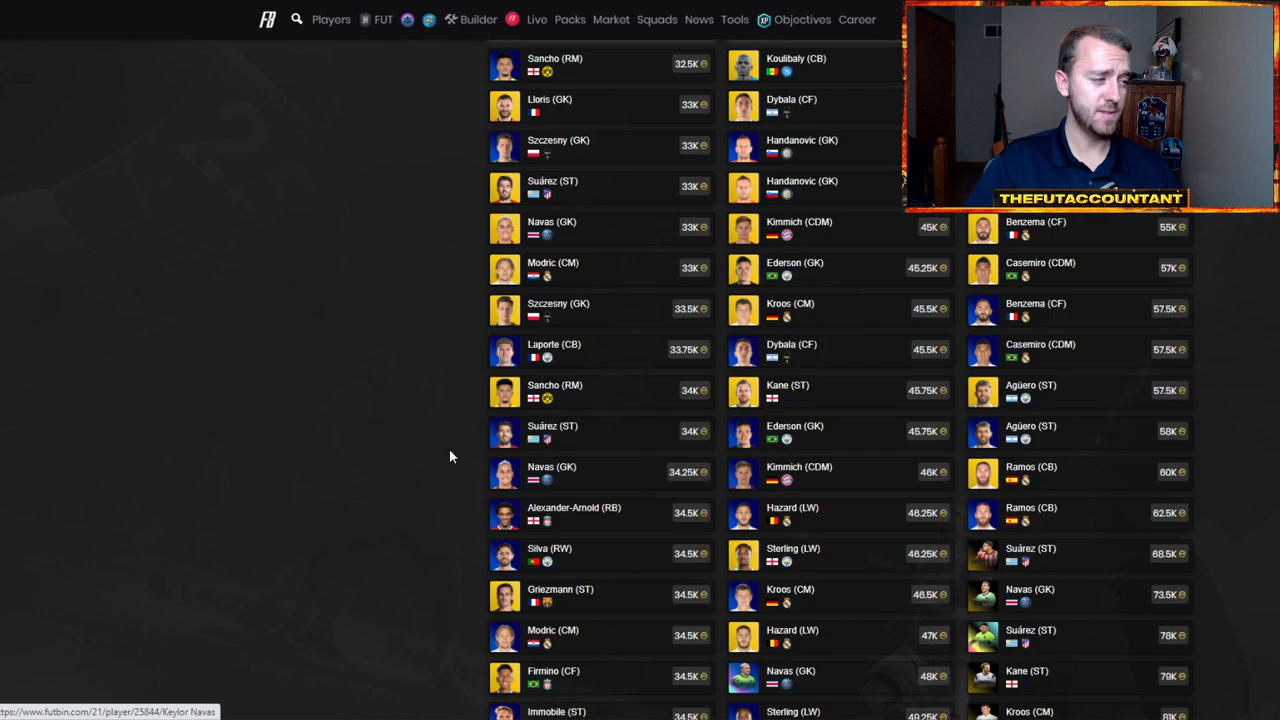 FB Players FUT Builder Live Packs Market Squads News Tools XP Objectives Career
THEFUTACCOUNTANT
Sancho (RM) 32.5K
Lloris (GK) 33K
Szczesny (GK) 33K
Suárez (ST) 33K
Navas (GK) 33K
Modric (CM) 33K
Szczesny (GK) 33.5K
Laporte (CB) 33.75K
Sancho (RM) 34K
Suárez (ST) 34K
Navas (GK) 34.25K
Alexander-Arnold (RB) 34.5K
Silva (RW) 34.5K
Griezmann (ST) 34.5K
Modric (CM) 34.5K
Firmino (CF) 34.5K
Immobile (ST) 34.5K
Koulibaly (CB)
Dybala (CF)
Handanovic (GK)
Handanovic (GK)
Kimmich (CDM) 45K
Ederson (GK) 45.25K
Kroos (CM) 45.5K
Dybala (CF) 45.5K
Kane (ST) 45.75K
Ederson (GK) 45.75K
Kimmich (CDM) 46K
Hazard (LW) 46.25K
Sterling (LW) 46.25K
Kroos (CM) 46.5K
Hazard (LW) 47K
Navas (GK) 48K
Sterling (LW) 49.25K
Benzema (CF) 55K
Casemiro (CDM) 57K
Benzema (CF) 57.5K
Casemiro (CDM) 57.5K
Agüero (ST) 57.5K
Agüero (ST) 58K
Ramos (CB) 60K
Ramos (CB) 62.5K
Suárez (ST) 68.5K
Navas (GK) 73.5K
Suárez (ST) 78K
Kane (ST) 79K
Kroos (CM) 81K
ttps://www.futbin.com/21/player/25844/Keylor Navas